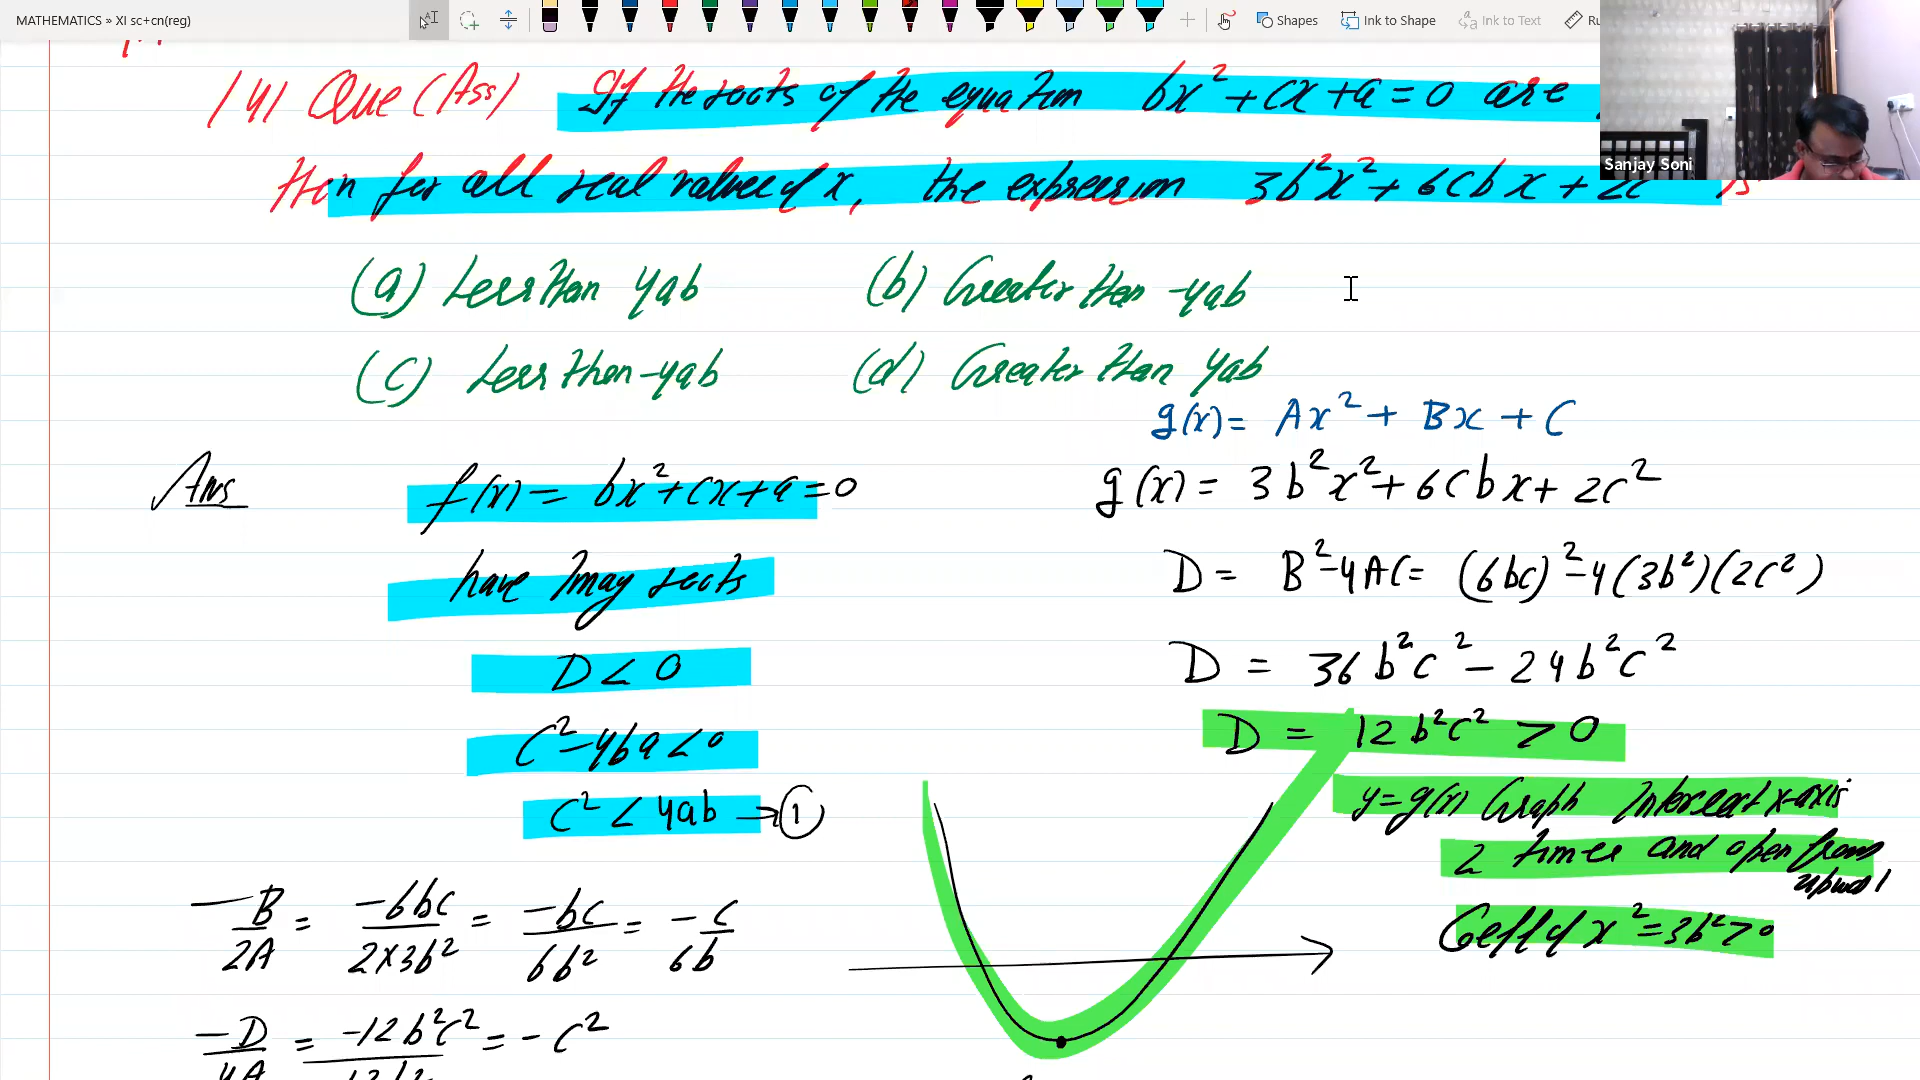 MATHEMATICS » XI sc+cn(reg)
Shapes Ink to Shape Ink to Text Ru
Sanjay Soni
141 Que (Ass) If the roots of the equation bx²+cx+a=0 are
then for all real value of x, the expression 3b²x²+6cbx+2c² is
(a) Less than 4ab (b) Greater than -4ab
(c) Less than -4ab (d) Greater than 4ab
g(x)= Ax²+Bx+C
Ans f(x)= bx²+cx+a=0
g(x)= 3b²x²+6cbx+2c²
have Imag roots
D= B²-4AC= (6bc)²-4(3b²)(2c²)
D<0
D = 36b²c²-24b²c²
C²-4ba<0
D = 12b²c² > 0
C²<4ab → 1
y=g(x) Graph Intersect x-axis
2 times and open from
upward
-B/2A = -6bc/2×3b² = -bc/6b² = -c/6b
Coeff of x²=3b²>0
-D/4A = -12b²c² = -c²